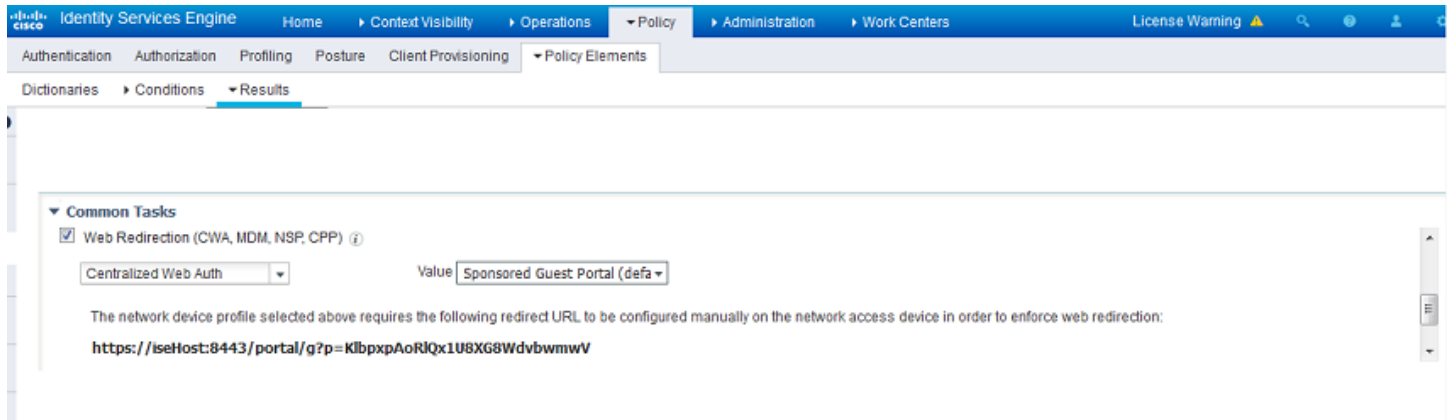 cisco Identity Services Engine Home Context Visibility Operations Policy Administration Work Centers License Warning
Authentication Authorization Profiling Posture Client Provisioning Policy Elements
Dictionaries Conditions Results
Common Tasks
Web Redirection (CWA, MDM, NSP, CPP)
Centralized Web Auth Value Sponsored Guest Portal (defa
The network device profile selected above requires the following redirect URL to be configured manually on the network access device in order to enforce web redirection:
https://iseHost:8443/portal/g?p=KlbpxpAoRlQx1U8XG8WdvbwmwV